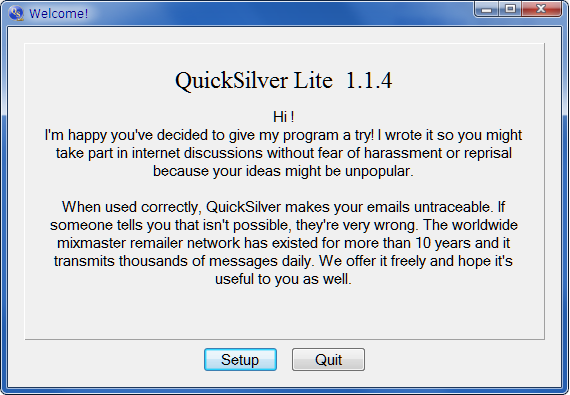 Welcome!
QuickSilver Lite 1.1.4
Hi !
I'm happy you've decided to give my program a try! I wrote it so you might
take part in internet discussions without fear of harassment or reprisal
because your ideas might be unpopular.
When used correctly, QuickSilver makes your emails untraceable. If
someone tells you that isn't possible, they're very wrong. The worldwide
mixmaster remailer network has existed for more than 10 years and it
transmits thousands of messages daily. We offer it freely and hope it's
useful to you as well.
Setup Quit